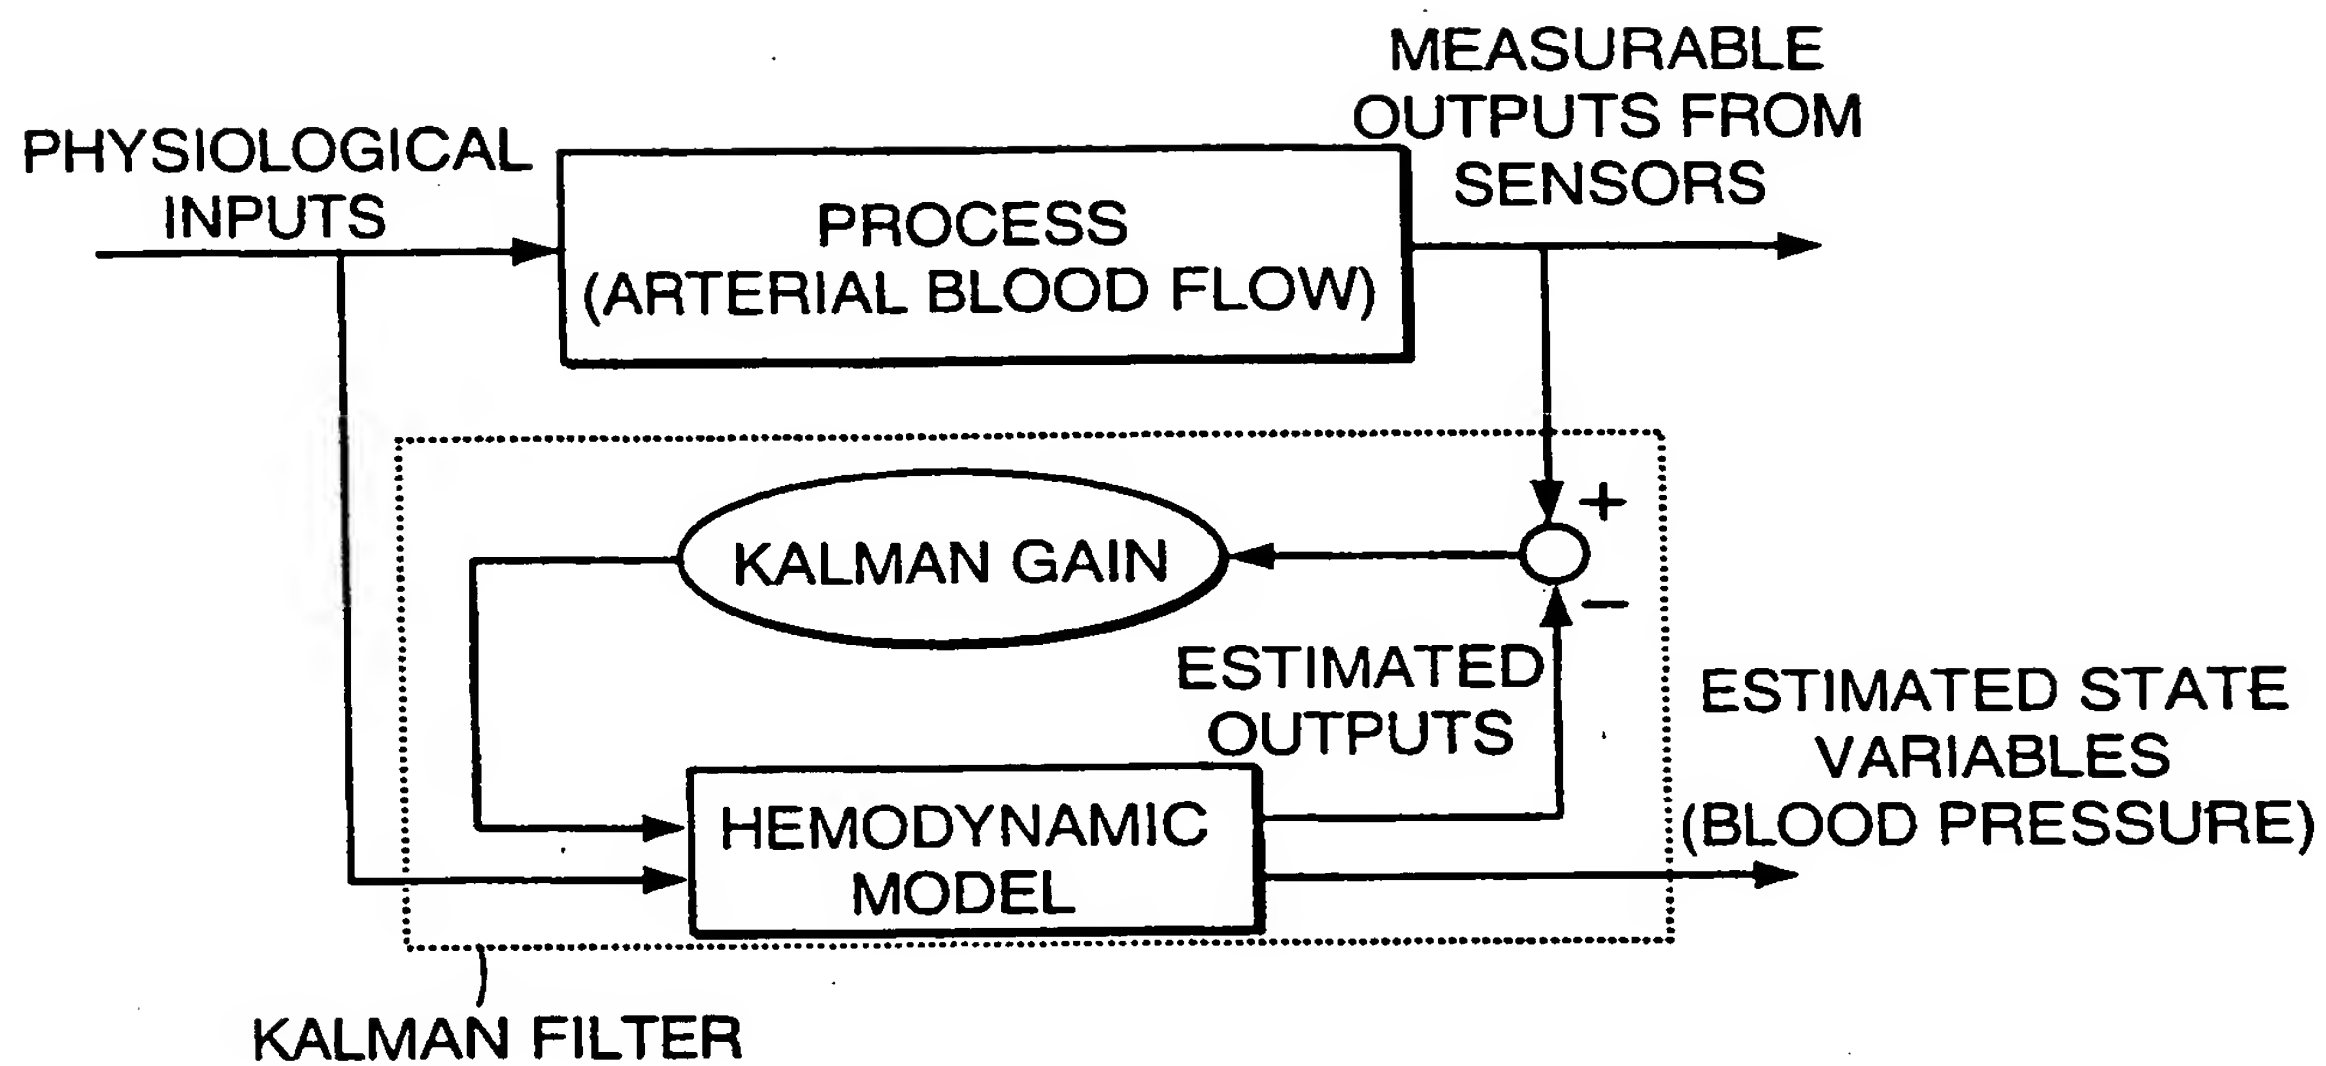 MEASURABLE
OUTPUTS FROM
SENSORS
PHYSIOLOGICAL
INPUTS
PROCESS
(ARTERIAL BLOOD FLOW)
+
KALMAN GAIN
−
ESTIMATED
OUTPUTS
ESTIMATED STATE
VARIABLES
(BLOOD PRESSURE)
HEMODYNAMIC
MODEL
KALMAN FILTER